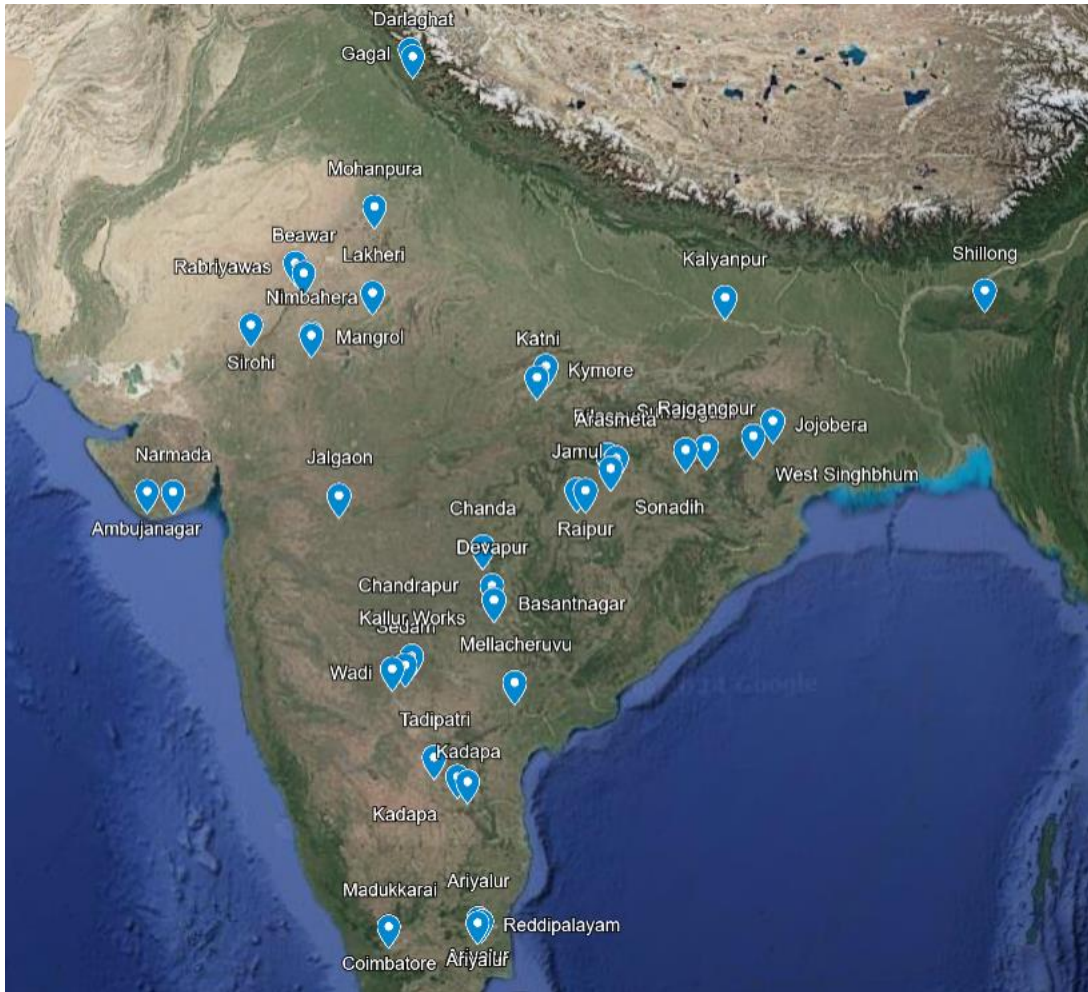 Darlaghat
Gagal
Mohanpura
Beawar
Lakheri
Rabriyawas
Nimbahera
Kalyanpur
Shillong
Sirohi
Mangrol
Katni
Kymore
Rajgangpur
Arasmeta
Jojobera
Jamul
Narmada
Jalgaon
West Singhbhum
Chanda
Sonadih
Ambujanagar
Raipur
Devapur
Chandrapur
Basantnagar
Kallur Works
Sedam
Mellacheruvu
Wadi
Google
Tadipatri
Kadapa
Kadapa
Ariyalur
Madukkarai
Reddipalayam
Ariyalur
Coimbatore